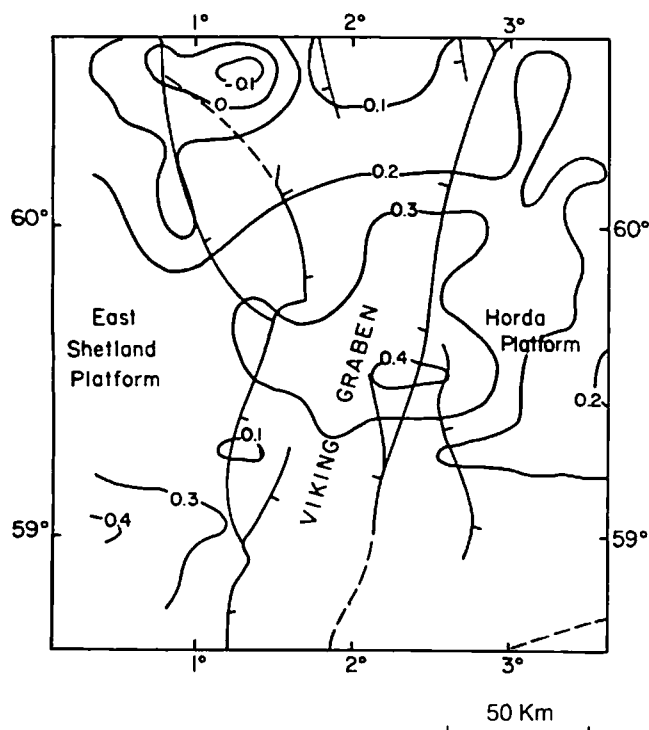 1° 2° 3°
-0.1
0
0.1
0.2
0.3
60° 60°
East
Shetland
Platform
Horda
Platform
VIKING GRABEN
0.4
0.2
0.1
0.3
0.4
59° 59°
1° 2° 3°
50 Km